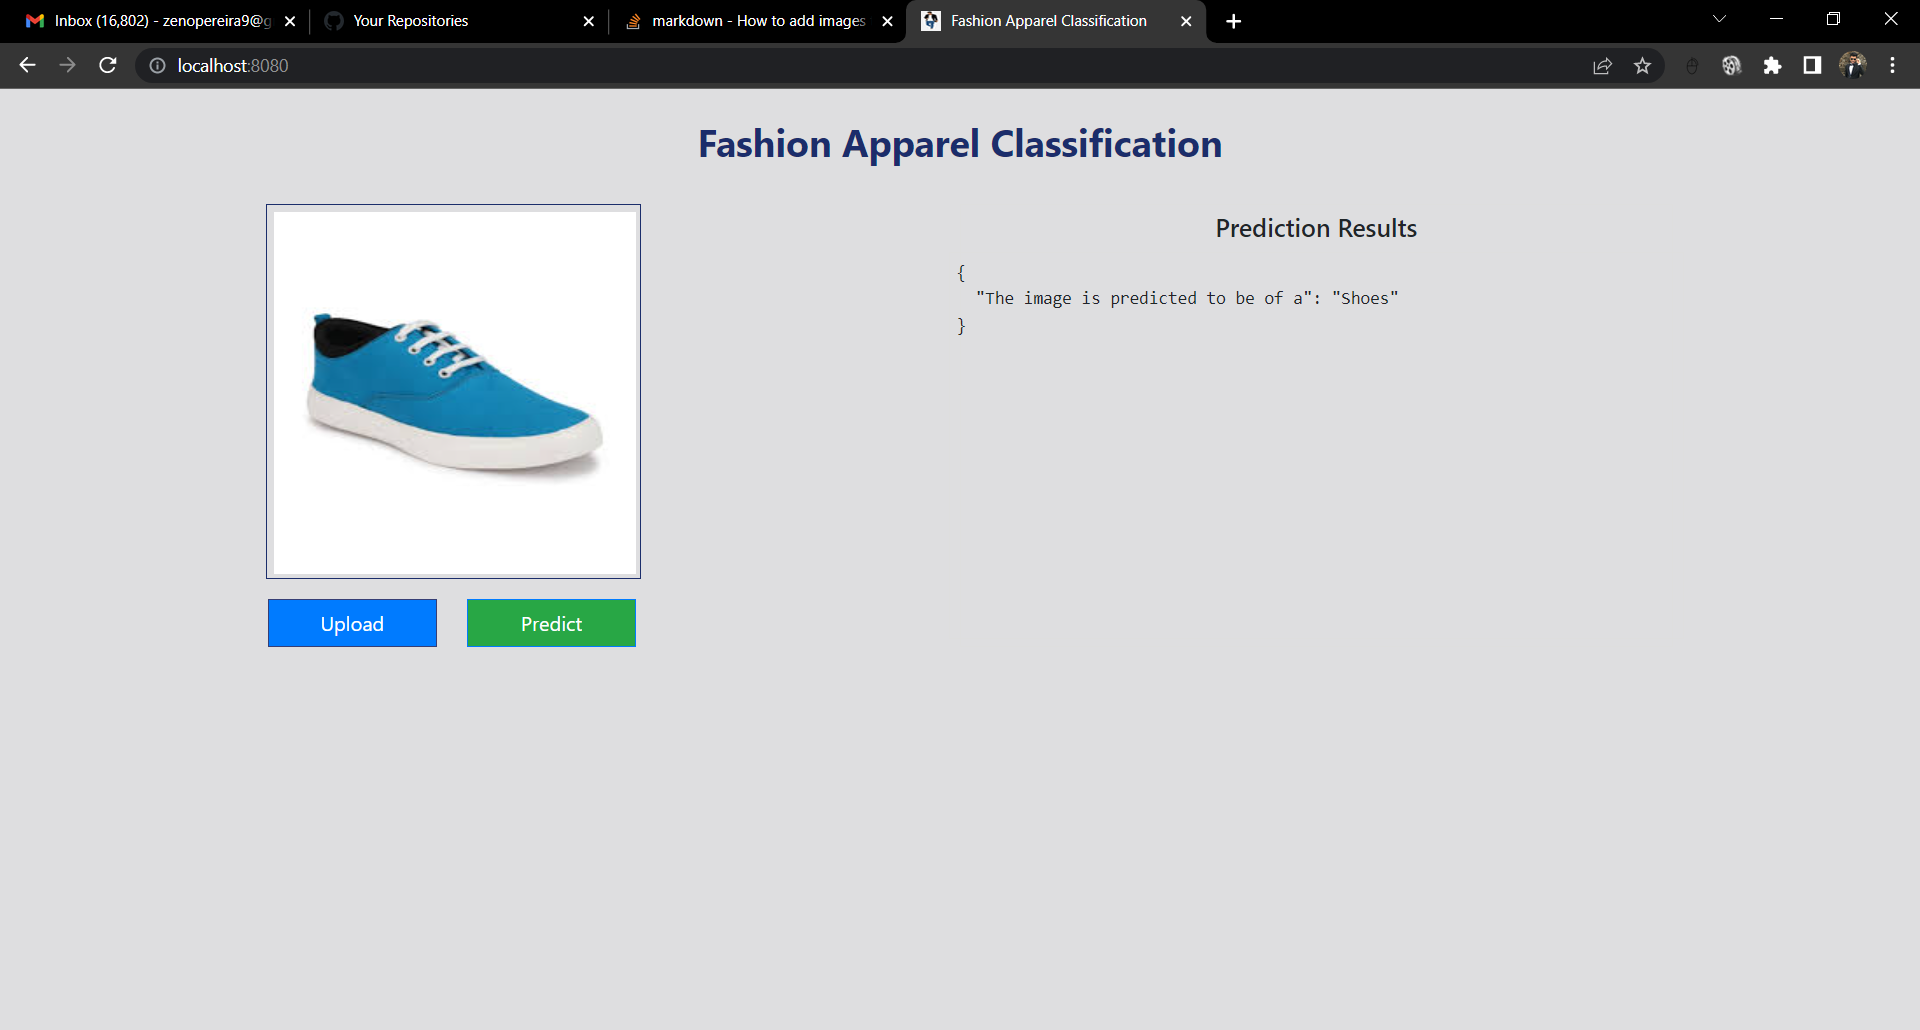 Inbox (16,802) - zenopereira9@g
Your Repositories
markdown - How to add images
Fashion Apparel Classification
localhost:8080
Fashion Apparel Classification
Prediction Results
{
"The image is predicted to be of a": "Shoes"
}
Upload
Predict